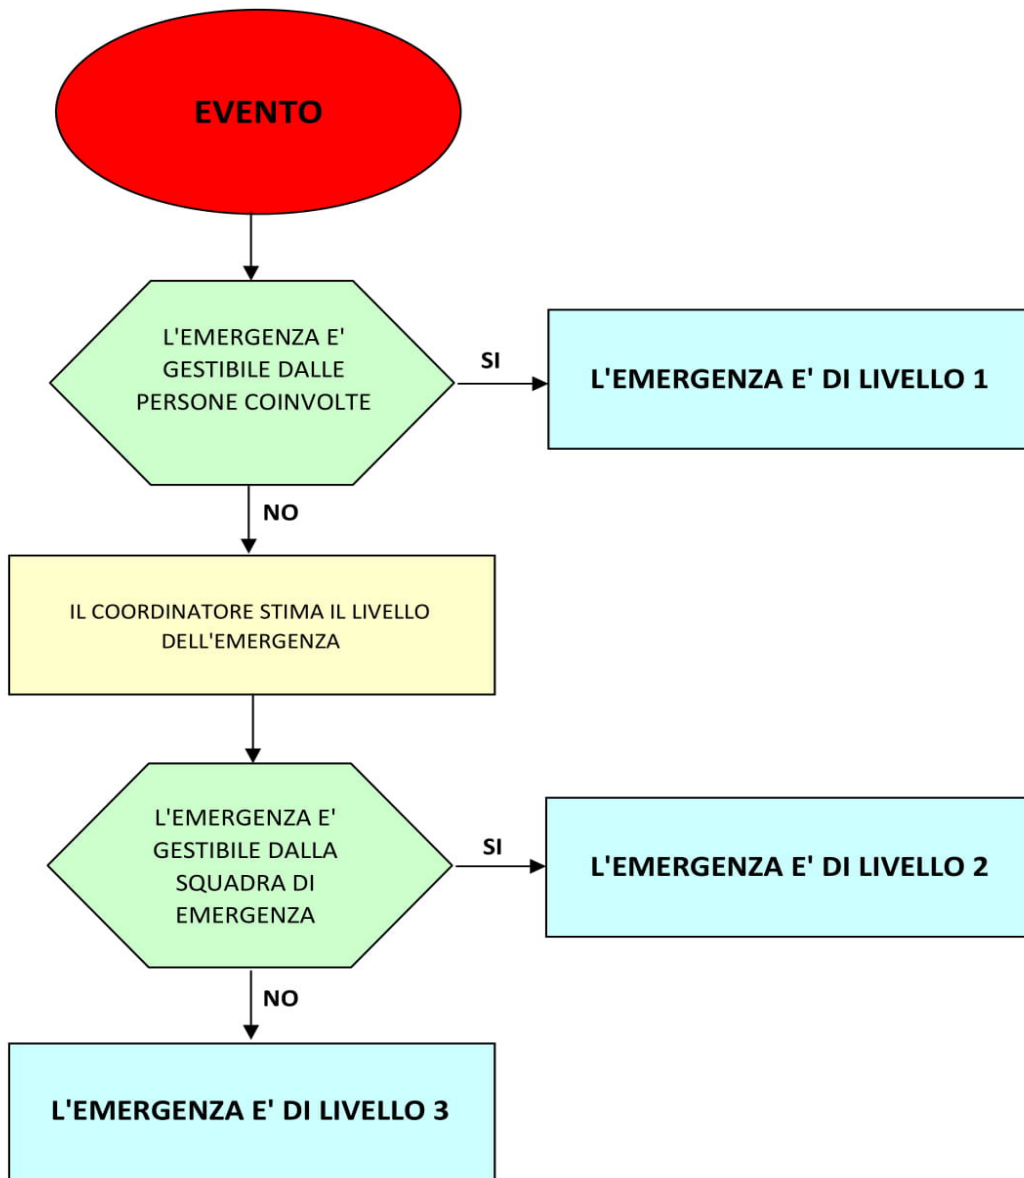 EVENTO
L'EMERGENZA E'
GESTIBILE DALLE
PERSONE COINVOLTE
SI
L'EMERGENZA E' DI LIVELLO 1
NO
IL COORDINATORE STIMA IL LIVELLO
DELL'EMERGENZA
L'EMERGENZA E'
GESTIBILE DALLA
SQUADRA DI
EMERGENZA
SI
L'EMERGENZA E' DI LIVELLO 2
NO
L'EMERGENZA E' DI LIVELLO 3